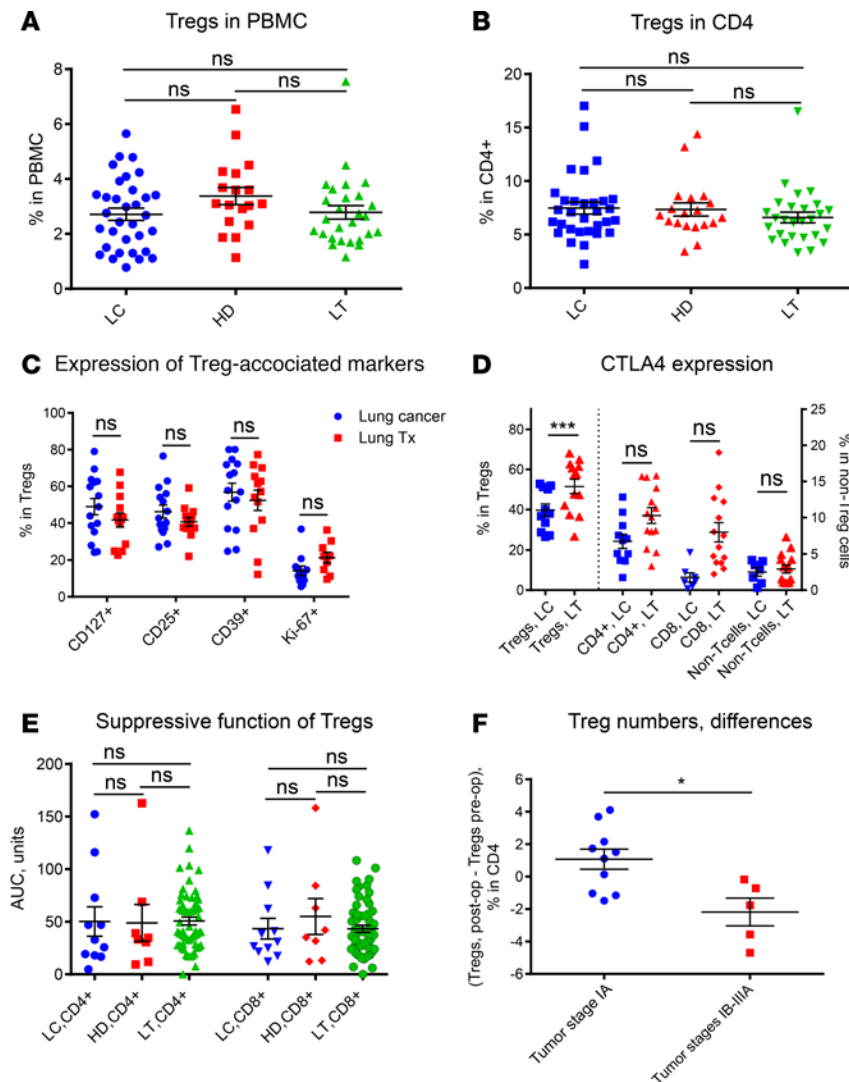 A
Tregs in PBMC
ns
ns
ns
% in PBMC
8
6
4
2
0
LC
HD
LT
B
Tregs in CD4
ns
ns
ns
% in CD4+
20
15
10
5
0
LC
HD
LT
C
Expression of Treg-accociated markers
Lung cancer
Lung Tx
ns
ns
ns
ns
% in Tregs
100
80
60
40
20
0
CD127+
CD25+
CD39+
Ki-67+
D
CTLA4 expression
***
ns
ns
ns
% in Tregs
80
60
40
20
0
25
20
15
10
5
0
% in non-Treg cells
Tregs, LC
Tregs, LT
CD4+, LC
CD4+, LT
CD8, LC
CD8, LT
Non-Tcells, LC
Non-Tcells, LT
E
Suppressive function of Tregs
ns
ns
ns
ns
ns
ns
AUC, units
200
150
100
50
0
LC,CD4+
HD,CD4+
LT,CD4+
LC,CD8+
HD,CD8+
LT,CD8+
F
Treg numbers, differences
*
(Tregs, post-op - Tregs pre-op),
% in CD4
6
4
2
0
-2
-4
-6
Tumor stage IA
Tumor stages IB-IIIA